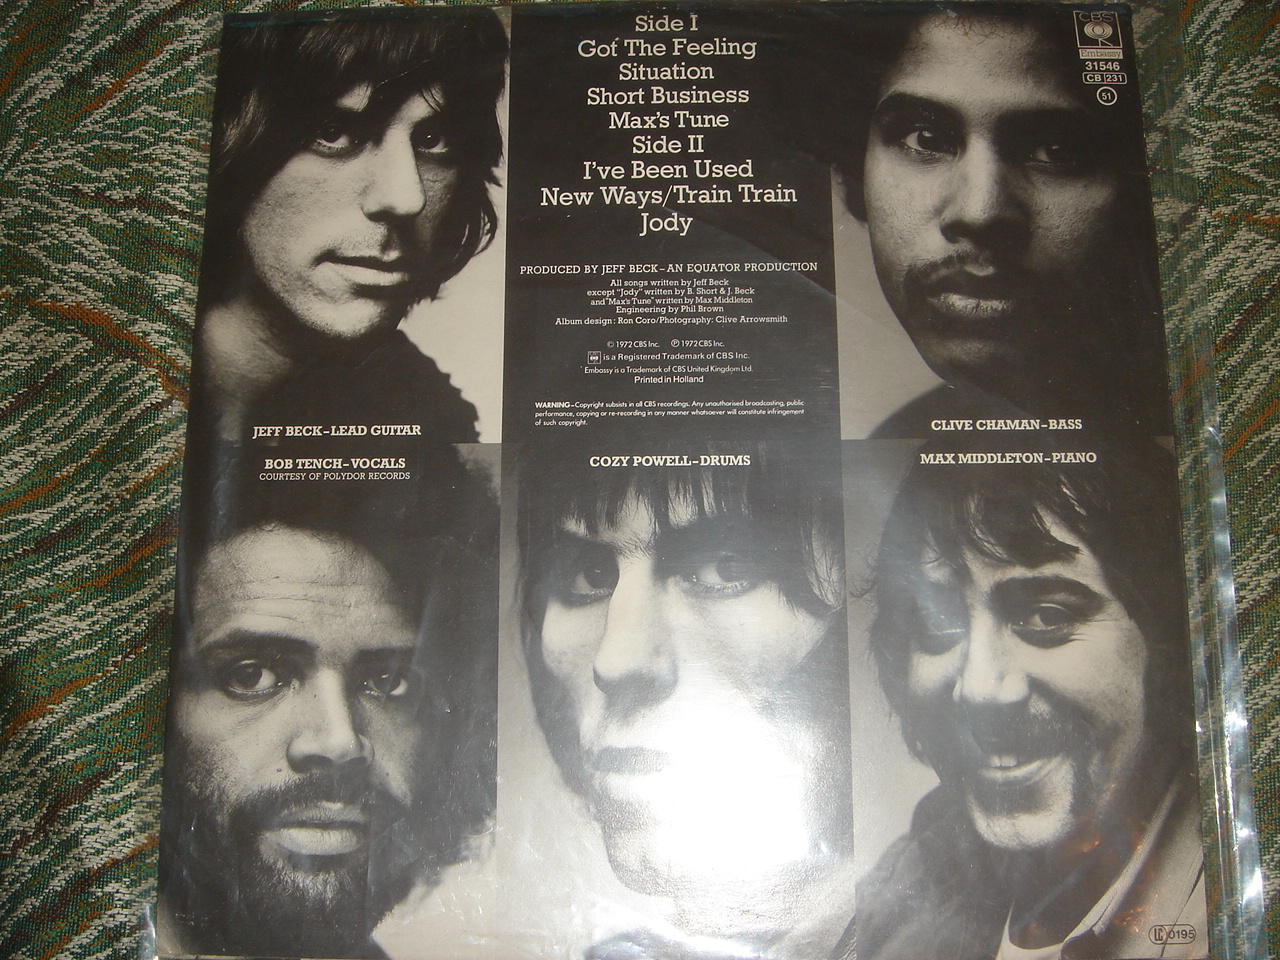 Side I
Got The Feeling
Situation
Short Business
Max's Tune
Side II
I've Been Used
New Ways/Train Train
Jody
PRODUCED BY JEFF BECK–AN EQUATOR PRODUCTION
All songs written by Jeff Beck
except "Jody" written by B. Short & J. Beck
and "Max's Tune" written by Max Middleton
Engineering by Phil Brown
Album design: Ron Coro/Photography: Clive Arrowsmith
© 1972 CBS Inc. ℗ 1972 CBS Inc.
is a Registered Trademark of CBS Inc.
Embassy is a Trademark of CBS United Kingdom Ltd.
Printed in Holland
WARNING–Copyright subsists in all CBS recordings. Any unauthorised broadcasting, public
performance, copying or re-recording in any manner whatsoever will constitute infringement
of such copyright.
CBS
Embassy
31546
CB 231
51
JEFF BECK–LEAD GUITAR
CLIVE CHAMAN–BASS
BOB TENCH–VOCALS
COURTESY OF POLYDOR RECORDS
COZY POWELL–DRUMS
MAX MIDDLETON–PIANO
LC 0195